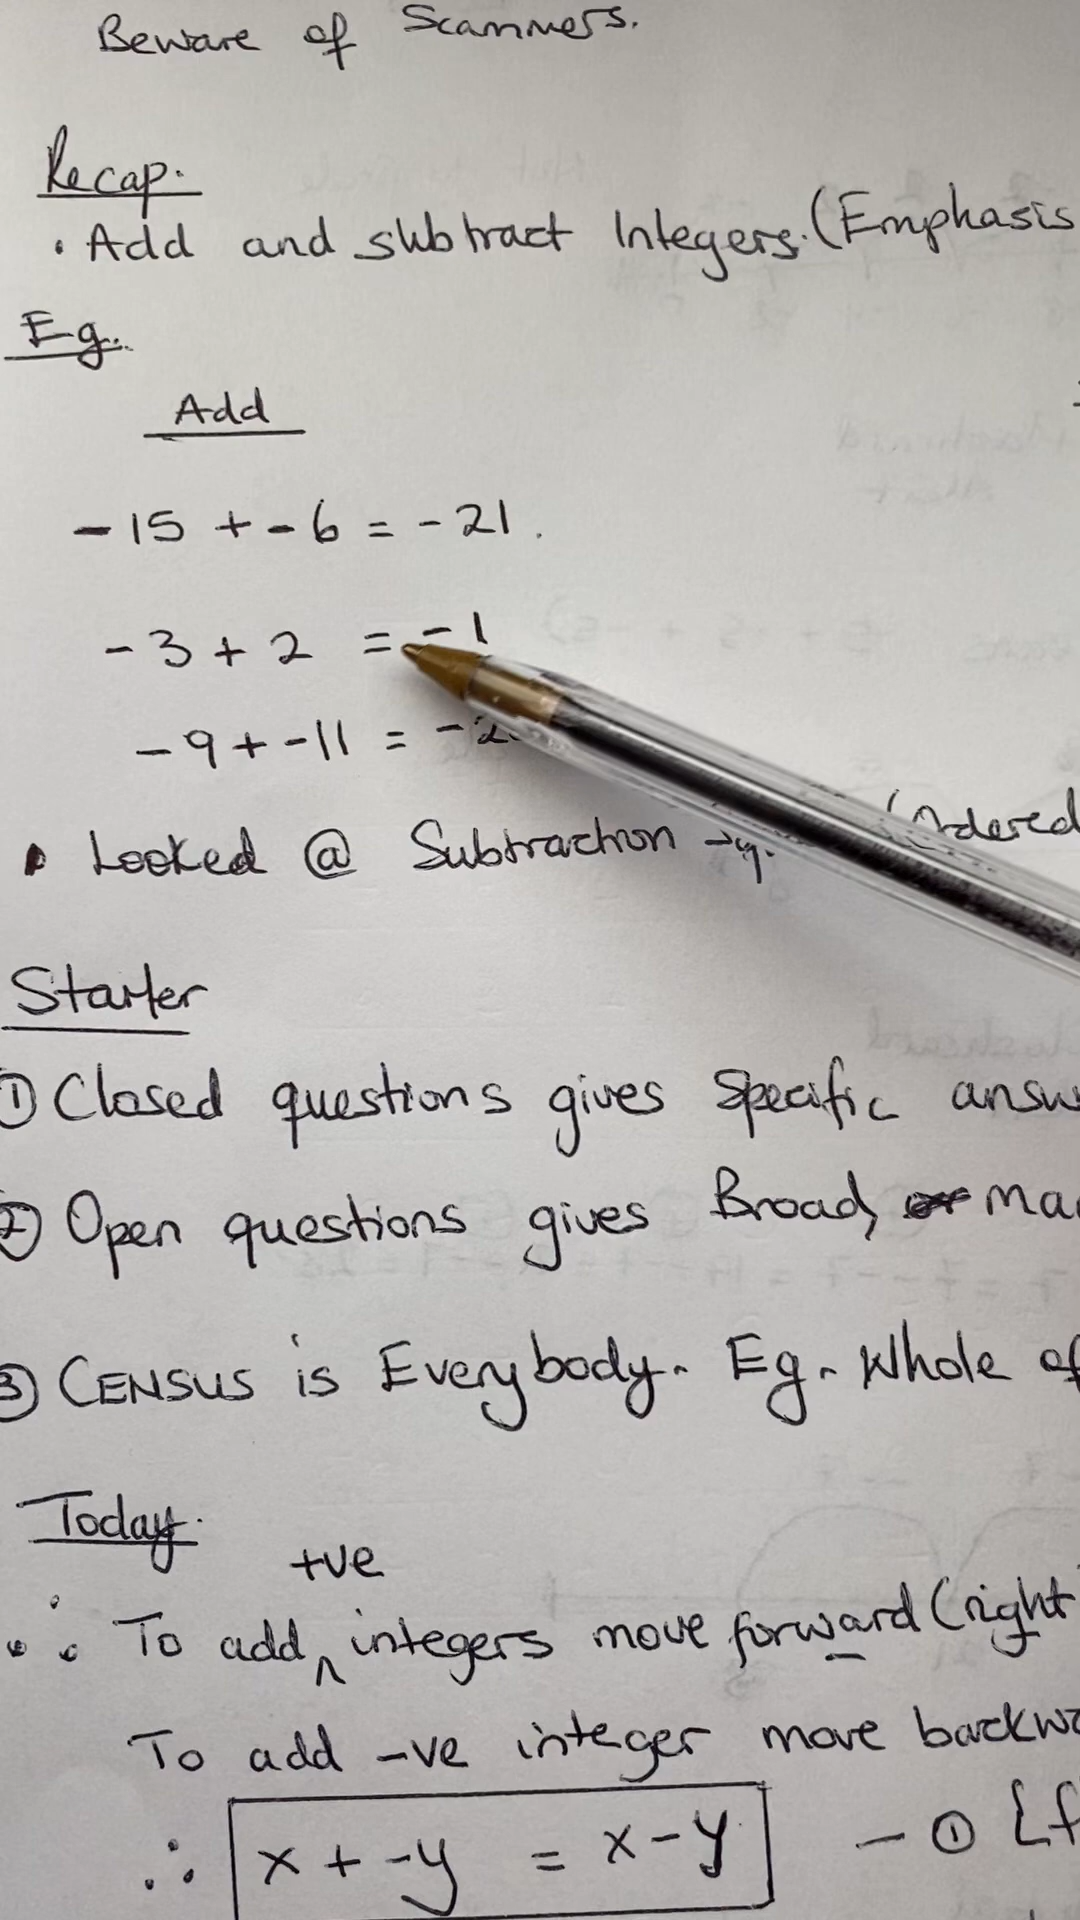 Beware of Scammers.
Recap.
• Add and subtract Integers. (Emphasis
Eg.
Add
-15 + -6 = -21.
-3 + 2 = -1
-9 + -11 =
• Looked @ Subtraction (Ordered
Starter
① Closed questions gives specific
② Open questions gives Broad,
③ CENSUS is Everybody. Eg. Whole of
Today.
+ve
∴ To add ^ integers move forward (right
To add -ve integer move
∴ x + -y = x - y - ①